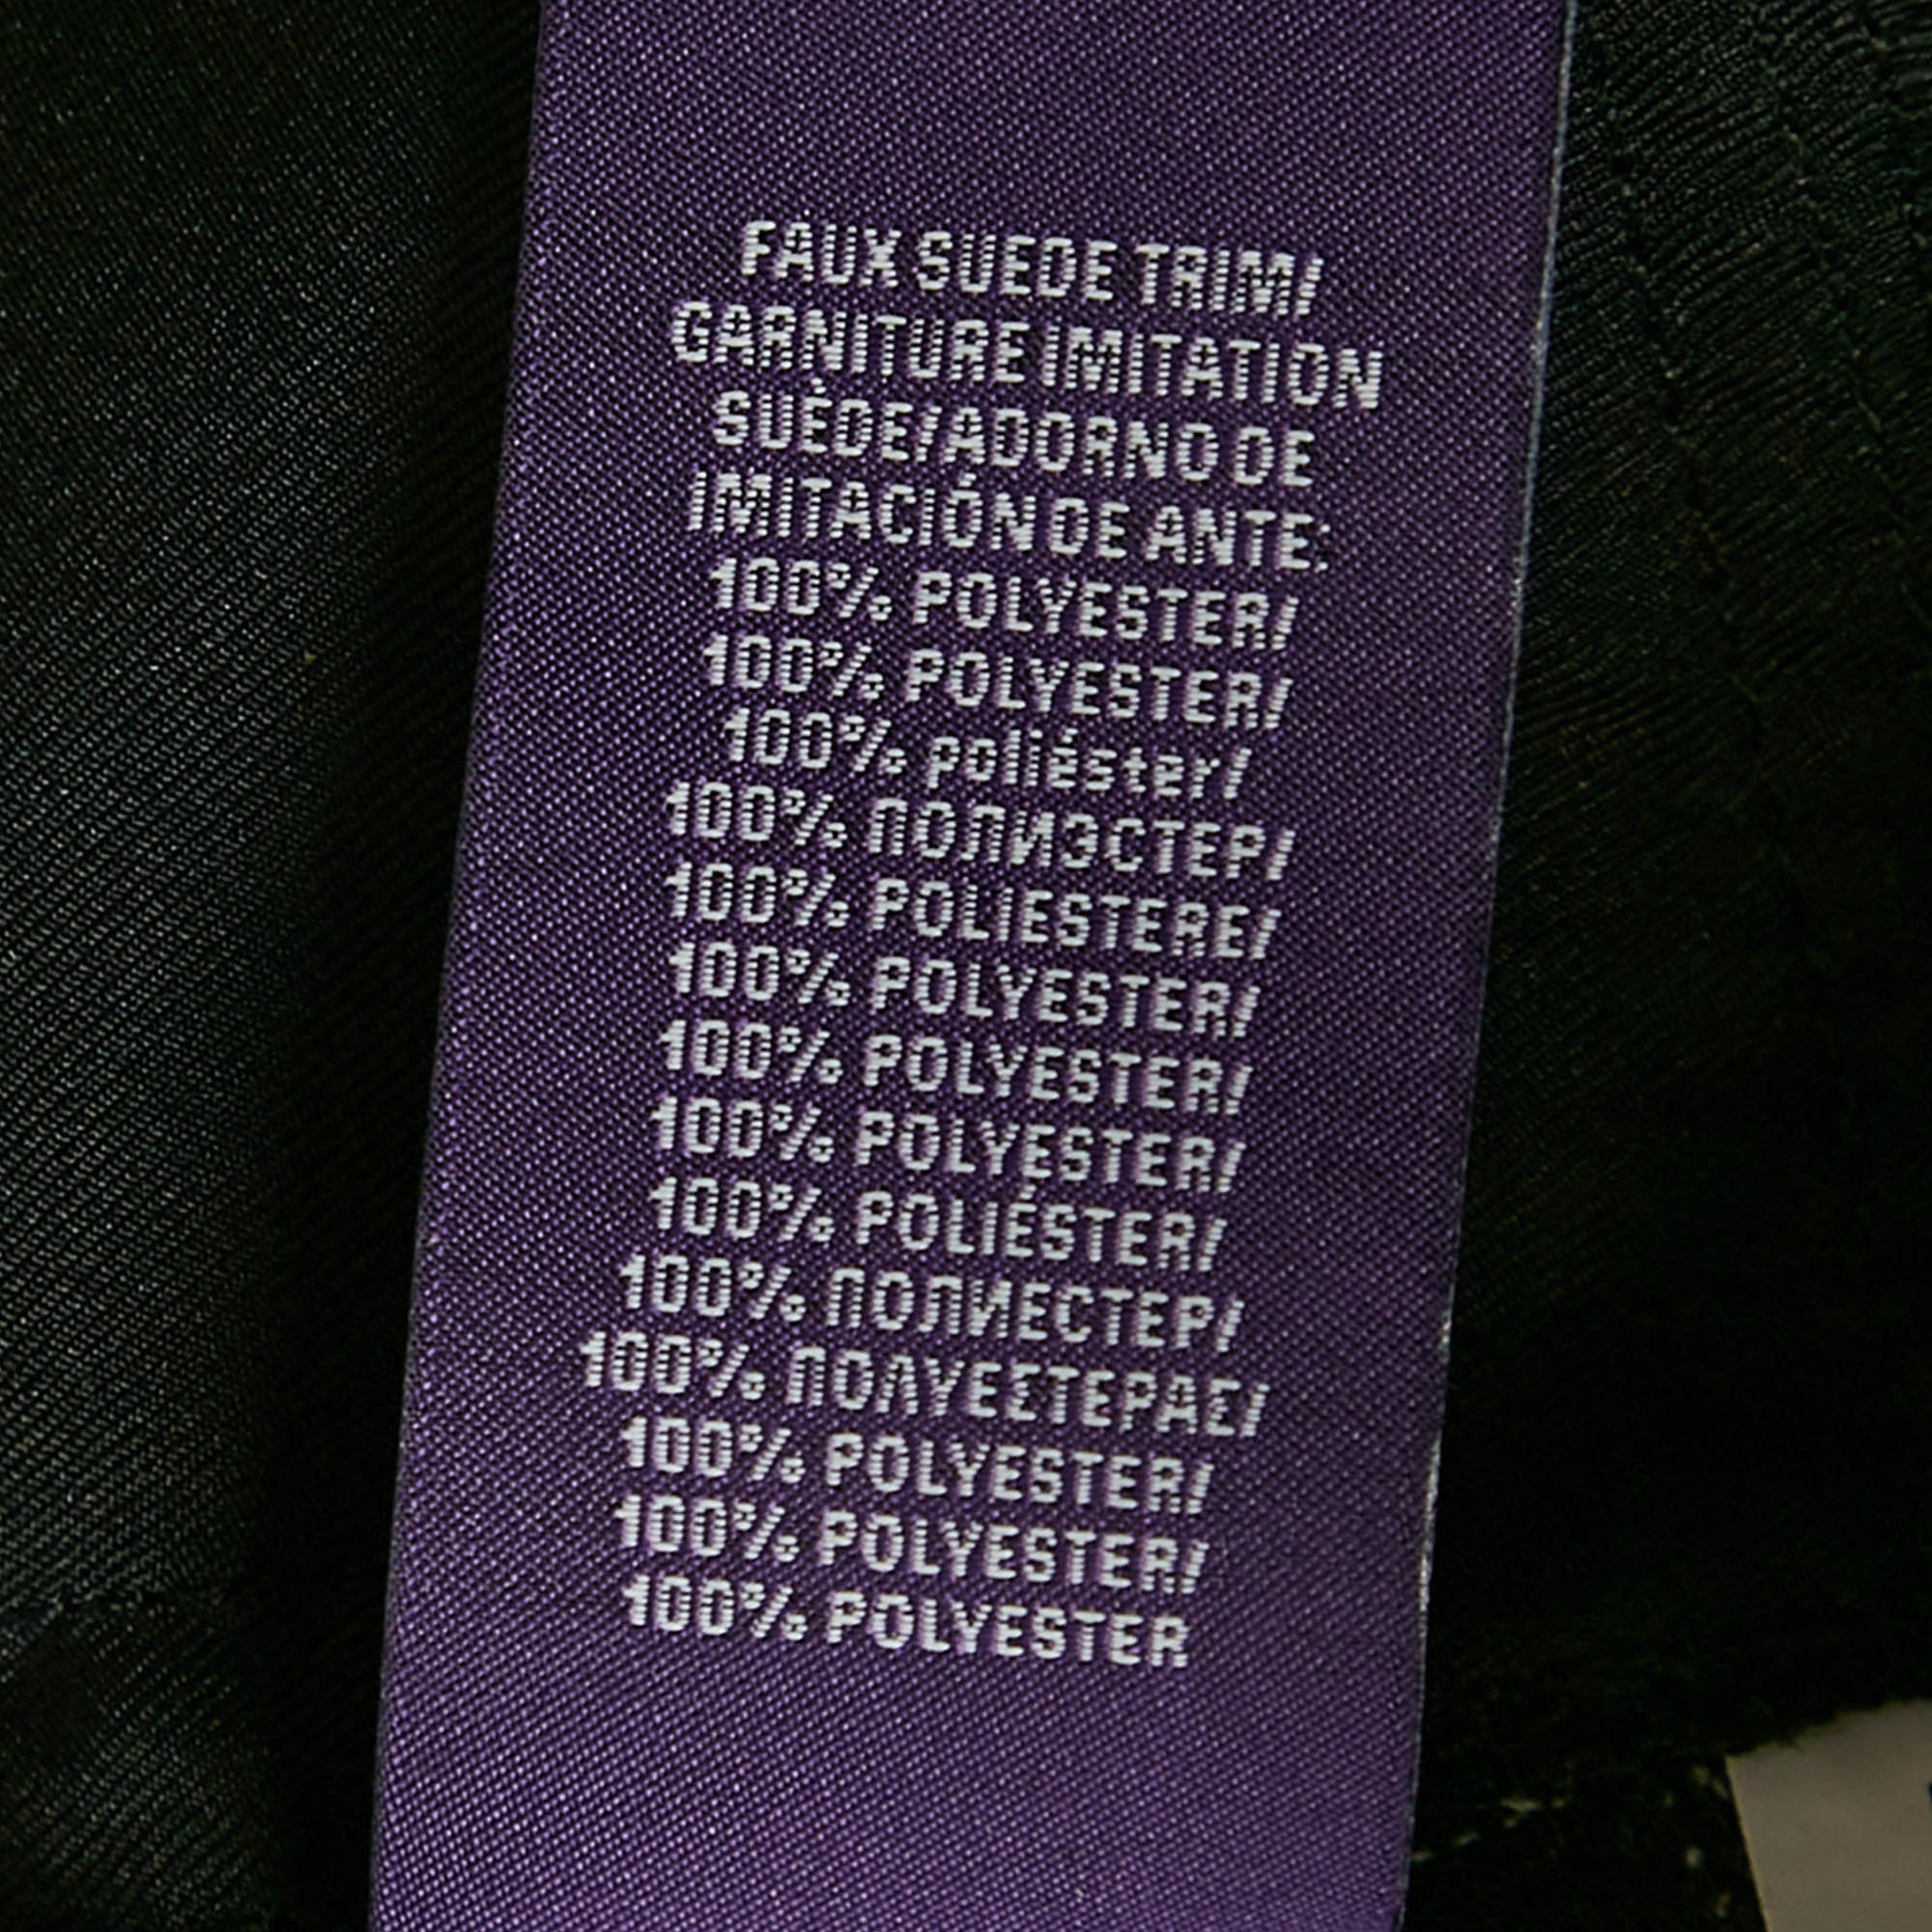 FAUX SUEDE TRIM/
GARNITURE IMITATION
SUÈDE/ADORNO DE
IMITACIÓN DE ANTE:
100% POLYESTER/
100% POLYESTER/
100% poliéster/
100% ПОЛИЭСТЕР/
100% POLIESTERE/
100% POLYESTER/
100% POLYESTER/
100% POLYESTER/
100% POLIÉSTER/
100% ПОЛИЕСТЕР/
100% ΠΟΛΥΕΣΤΕΡΑΣ/
100% POLYESTER/
100% POLYESTER/
100% POLYESTER